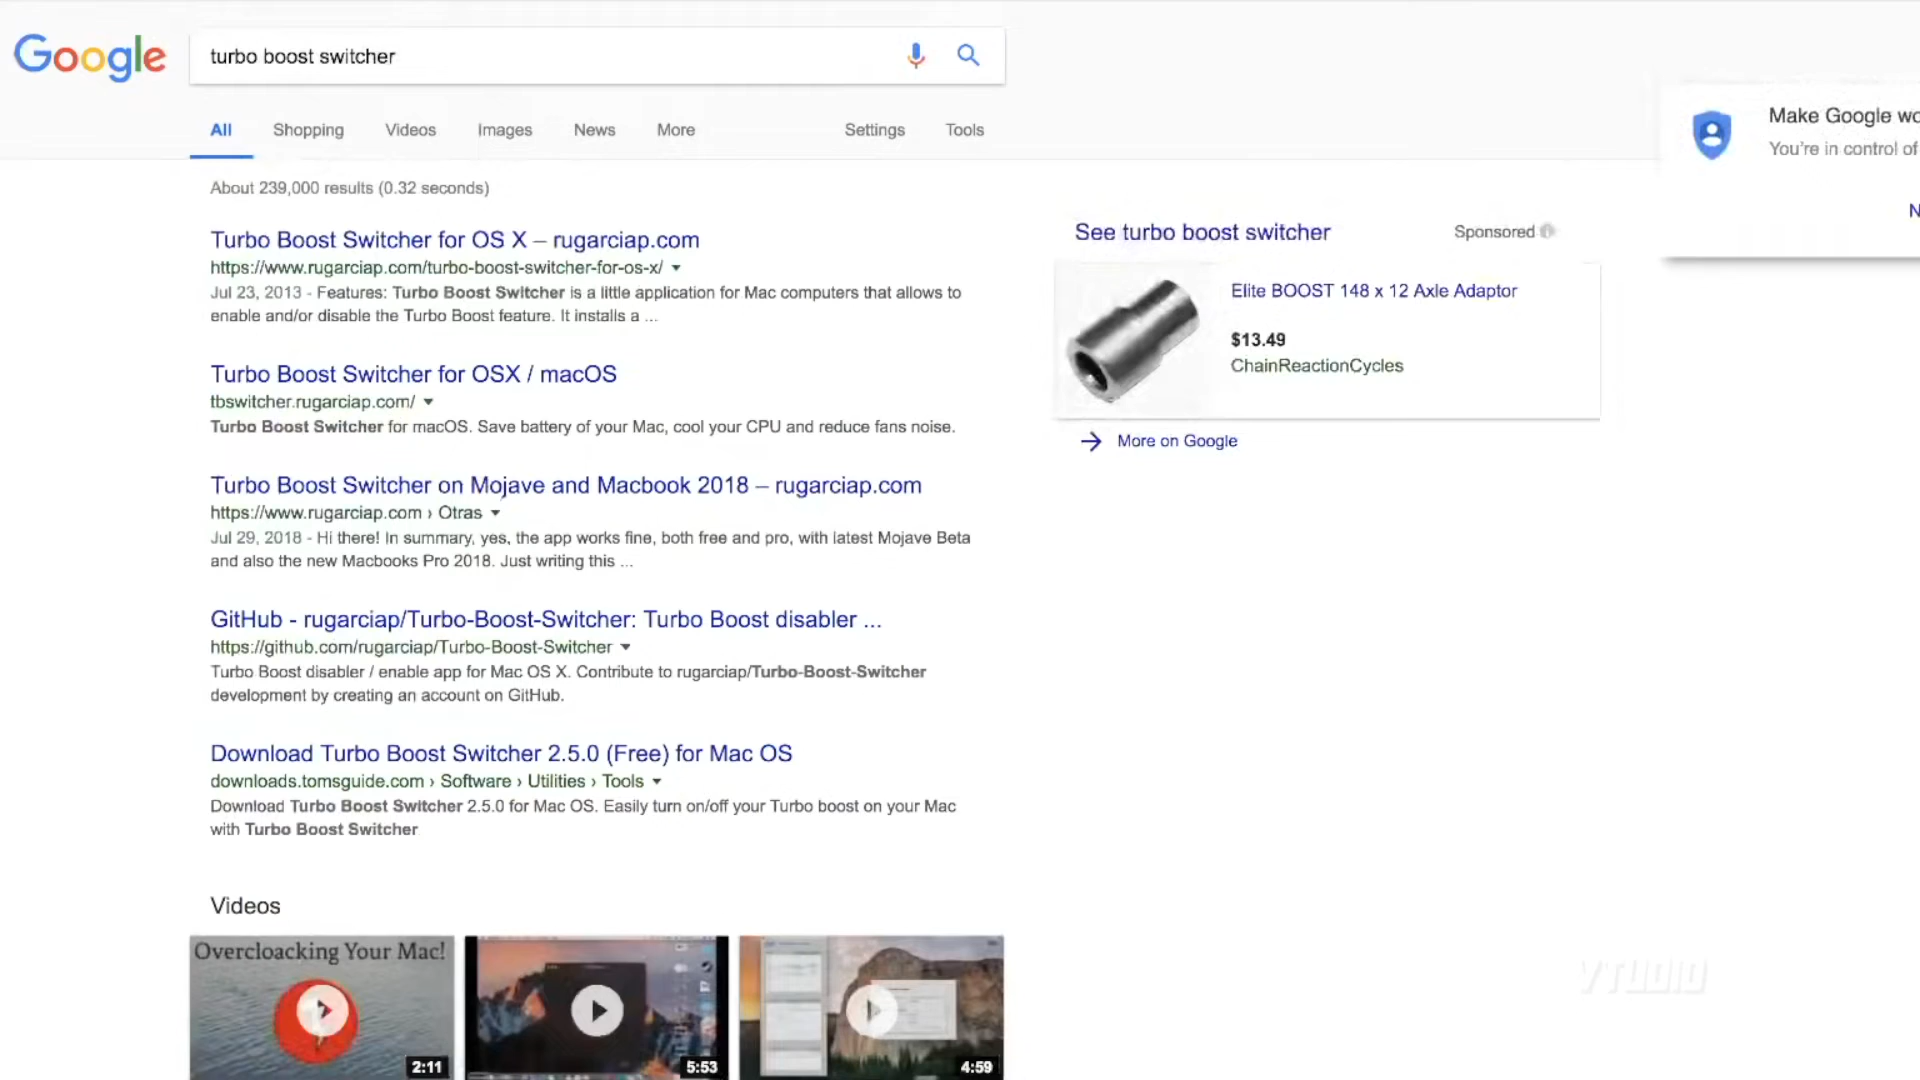 Google
turbo boost switcher
All Shopping Videos Images News More Settings Tools
Make Google wo
You're in control of
N
About 239,000 results (0.32 seconds)
Turbo Boost Switcher for OS X – rugarciap.com
https://www.rugarciap.com/turbo-boost-switcher-for-os-x/
Jul 23, 2013 - Features: Turbo Boost Switcher is a little application for Mac computers that allows to
enable and/or disable the Turbo Boost feature. It installs a ...
Turbo Boost Switcher for OSX / macOS
tbswitcher.rugarciap.com/
Turbo Boost Switcher for macOS. Save battery of your Mac, cool your CPU and reduce fans noise.
Turbo Boost Switcher on Mojave and Macbook 2018 – rugarciap.com
https://www.rugarciap.com › Otras
Jul 29, 2018 - Hi there! In summary, yes, the app works fine, both free and pro, with latest Mojave Beta
and also the new Macbooks Pro 2018. Just writing this ...
GitHub - rugarciap/Turbo-Boost-Switcher: Turbo Boost disabler ...
https://github.com/rugarciap/Turbo-Boost-Switcher
Turbo Boost disabler / enable app for Mac OS X. Contribute to rugarciap/Turbo-Boost-Switcher
development by creating an account on GitHub.
Download Turbo Boost Switcher 2.5.0 (Free) for Mac OS
downloads.tomsguide.com › Software › Utilities › Tools
Download Turbo Boost Switcher 2.5.0 for Mac OS. Easily turn on/off your Turbo boost on your Mac
with Turbo Boost Switcher
See turbo boost switcher Sponsored
Elite BOOST 148 x 12 Axle Adaptor
$13.49
ChainReactionCycles
More on Google
Videos
Overcloacking Your Mac!
2:11
5:53
4:59
YTUDIO